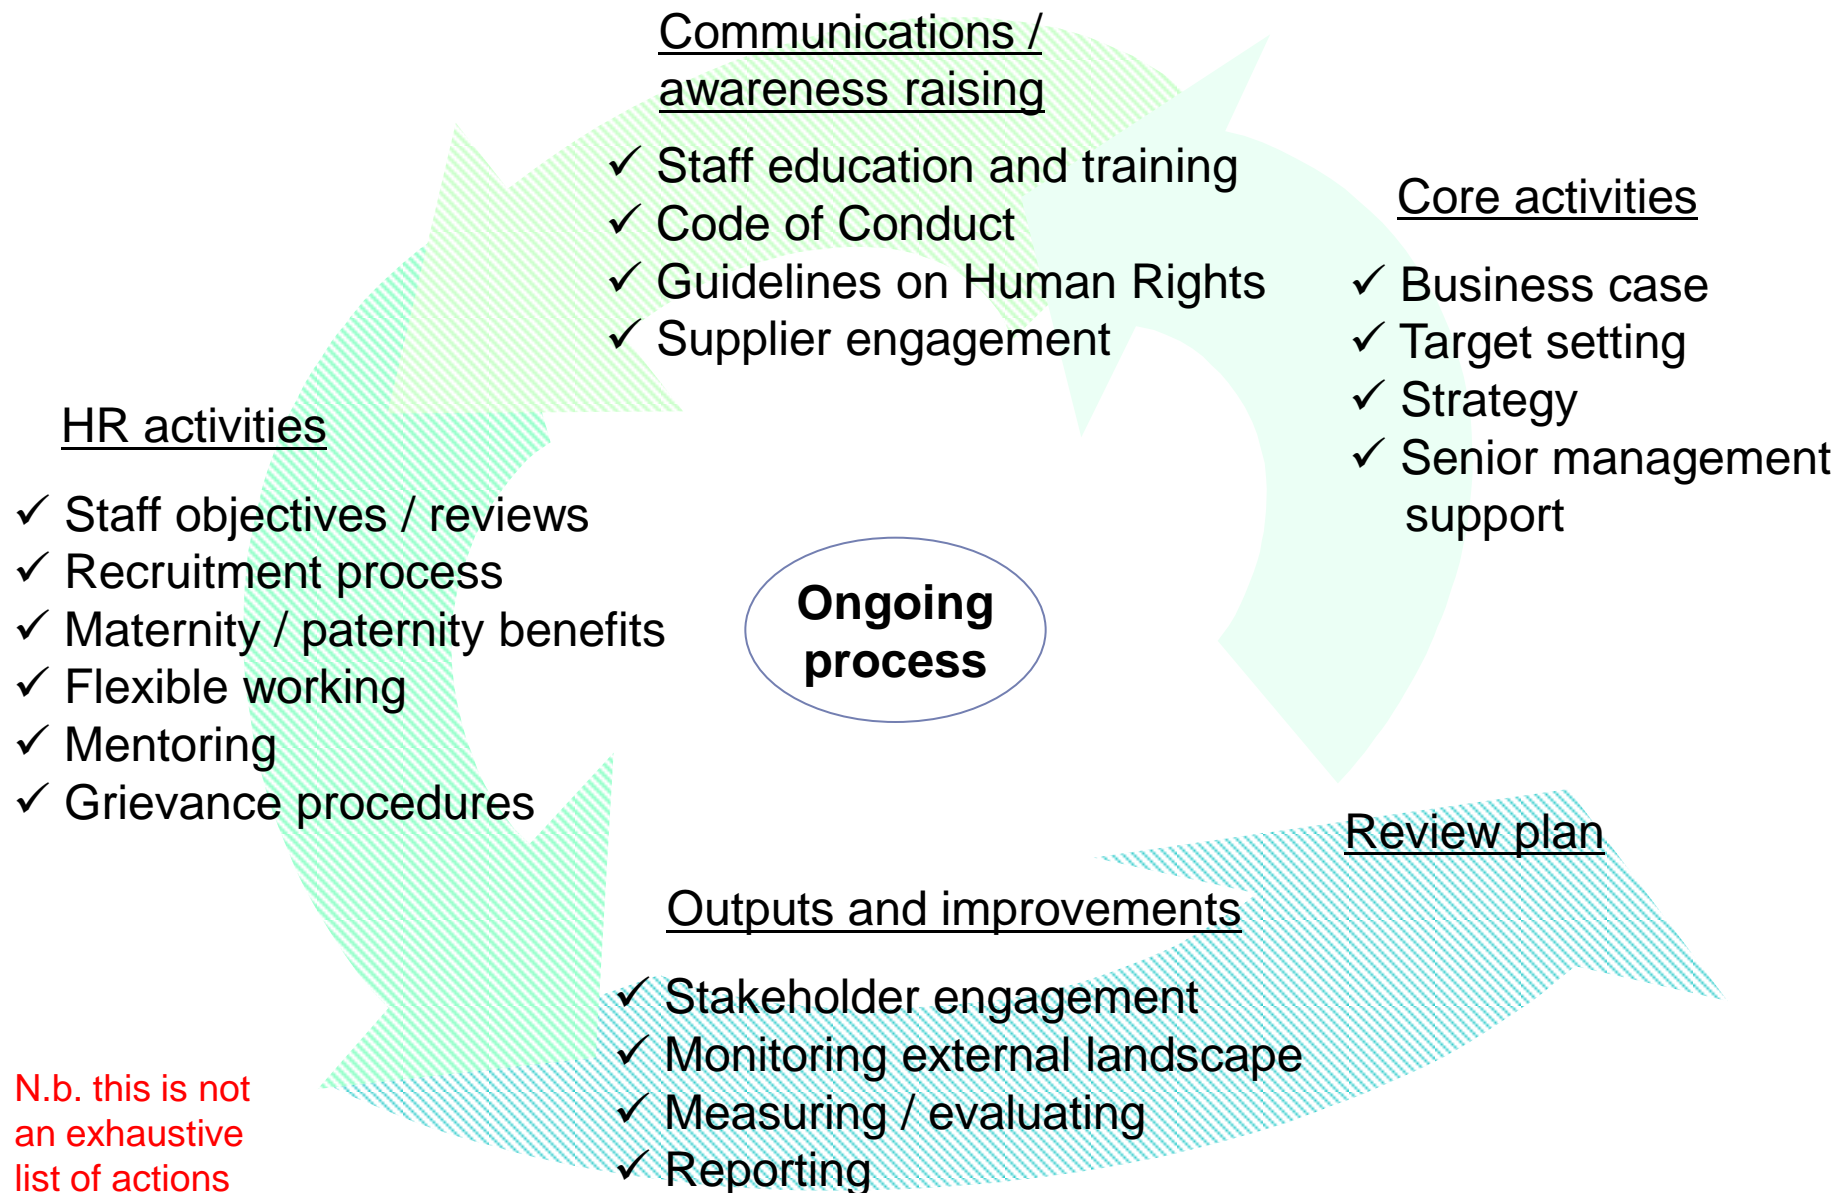 Communications /
awareness raising
✓ Staff education and training
✓ Code of Conduct
✓ Guidelines on Human Rights
✓ Supplier engagement
Core activities
✓ Business case
✓ Target setting
✓ Strategy
✓ Senior management
support
HR activities
✓ Staff objectives / reviews
✓ Recruitment process
✓ Maternity / paternity benefits
✓ Flexible working
✓ Mentoring
✓ Grievance procedures
Ongoing
process
Review plan
Outputs and improvements
✓ Stakeholder engagement
✓ Monitoring external landscape
✓ Measuring / evaluating
✓ Reporting
N.b. this is not
an exhaustive
list of actions